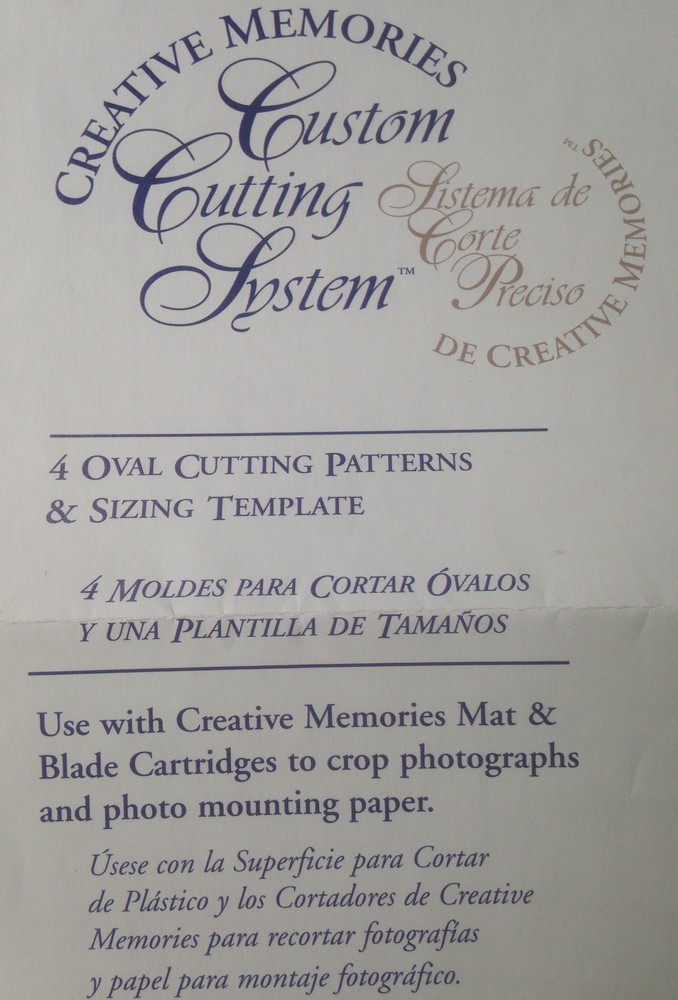 CREATIVE MEMORIES
Custom
Cutting
System™
Sistema de
Corte
Preciso
DE CREATIVE MEMORIES™
4 OVAL CUTTING PATTERNS
& SIZING TEMPLATE
4 MOLDES PARA CORTAR ÓVALOS
Y UNA PLANTILLA DE TAMAÑOS
Use with Creative Memories Mat &
Blade Cartridges to crop photographs
and photo mounting paper.
Úsese con la Superficie para Cortar
de Plástico y los Cortadores de Creative
Memories para recortar fotografías
y papel para montaje fotográfico.